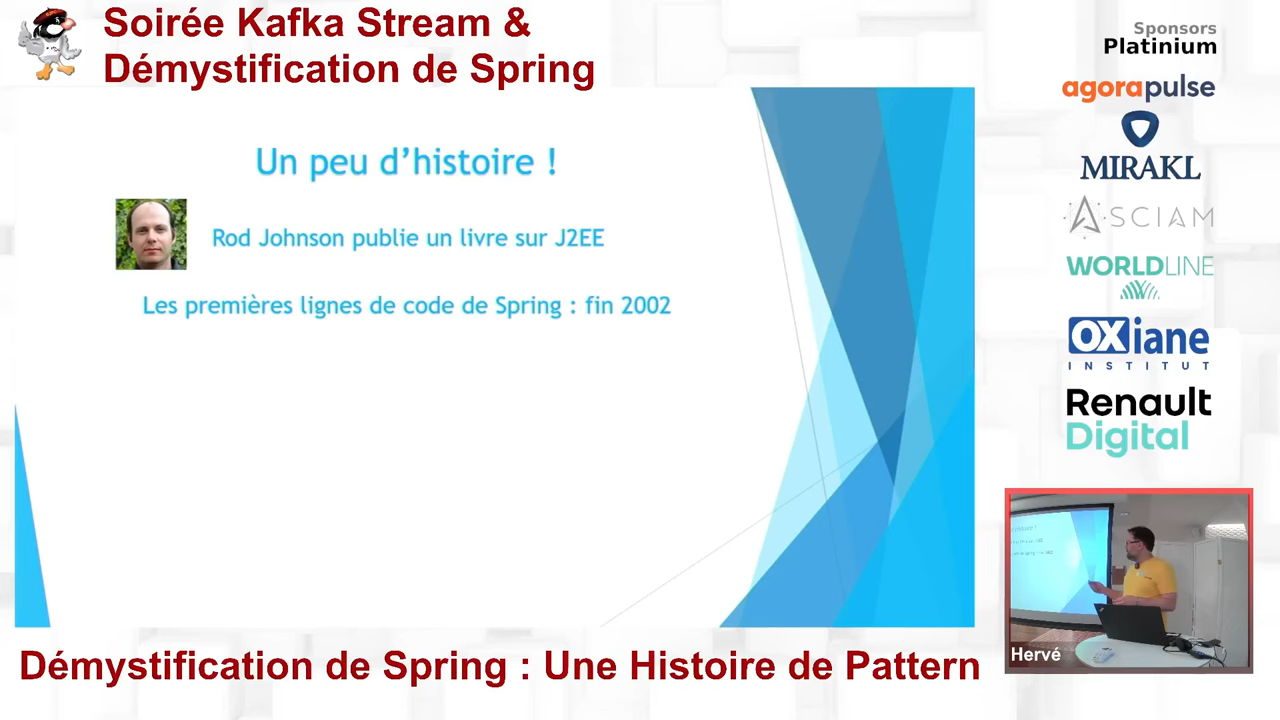 Soirée Kafka Stream &
Démystification de Spring
Un peu d’histoire !
Rod Johnson publie un livre sur J2EE
Les premières lignes de code de Spring : fin 2002
Sponsors
Platinium
agorapulse
MIRAKL
ASCIAM
WORLDLINE
OXiane
INSTITUT
Renault
Digital
Hervé
Démystification de Spring : Une Histoire de Pattern